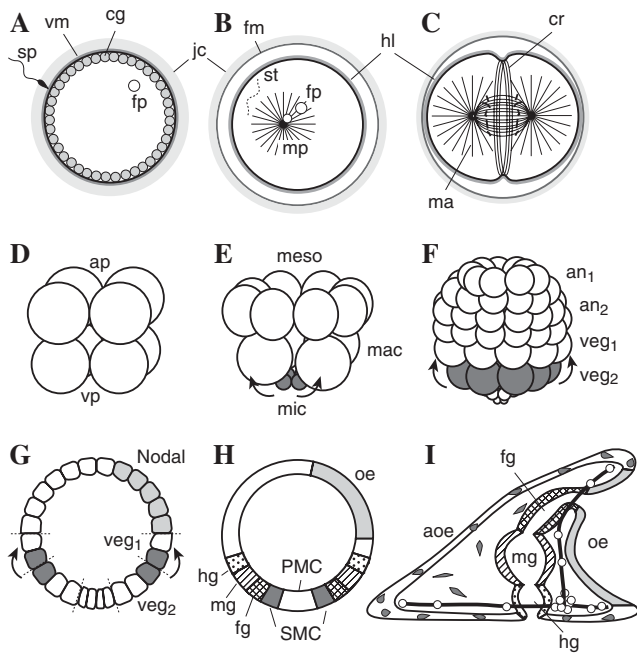 A
vm
cg
sp
fp
jc
B
fm
st
fp
mp
hl
C
cr
ma
D
ap
vp
E
meso
mac
mic
F
an₁
an₂
veg₁
veg₂
G
Nodal
veg₁
veg₂
H
oe
hg
mg
fg
PMC
SMC
I
fg
aoe
mg
oe
hg